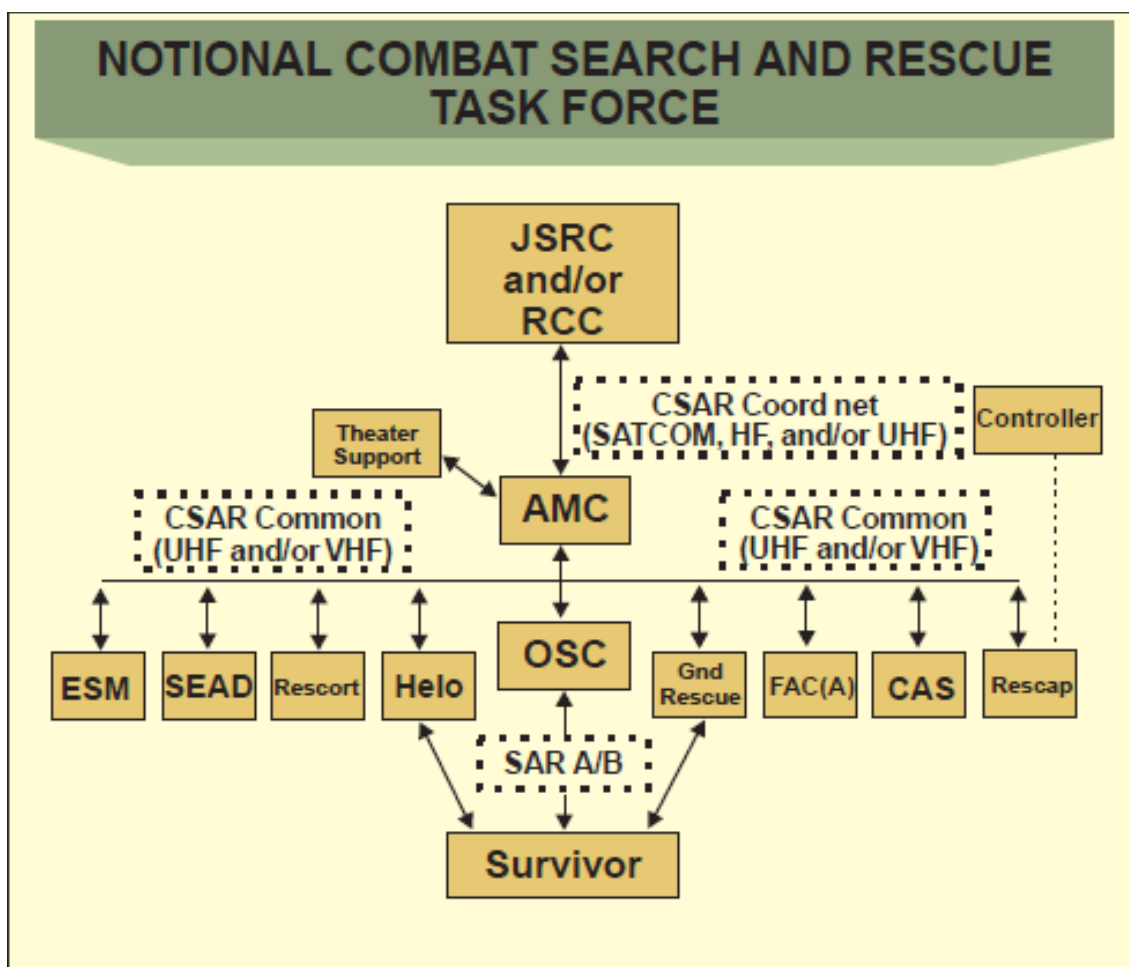 NOTIONAL COMBAT SEARCH AND RESCUE
TASK FORCE
JSRC
and/or
RCC
CSAR Coord net
(SATCOM, HF, and/or UHF)
Controller
Theater
Support
AMC
CSAR Common
(UHF and/or VHF)
CSAR Common
(UHF and/or VHF)
ESM
SEAD
Rescort
Helo
OSC
Gnd
Rescue
FAC(A)
CAS
Rescap
SAR A/B
Survivor